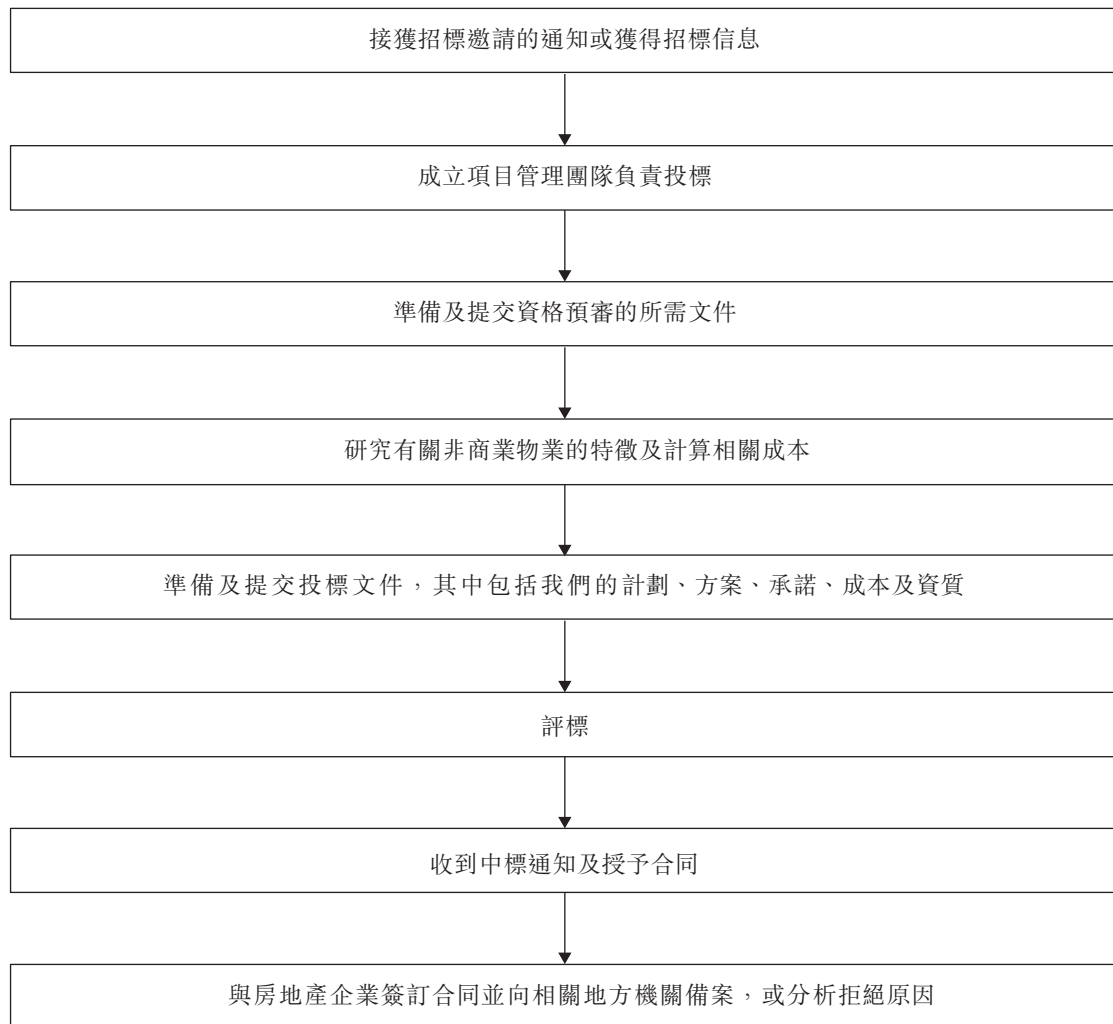 接獲招標邀請的通知或獲得招標信息
成立項目管理團隊負責投標
準備及提交資格預審的所需文件
研究有關非商業物業的特徵及計算相關成本
準備及提交投標文件，其中包括我們的計劃、方案、承諾、成本及資質
評標
收到中標通知及授予合同
與房地產企業簽訂合同並向相關地方機關備案，或分析拒絕原因